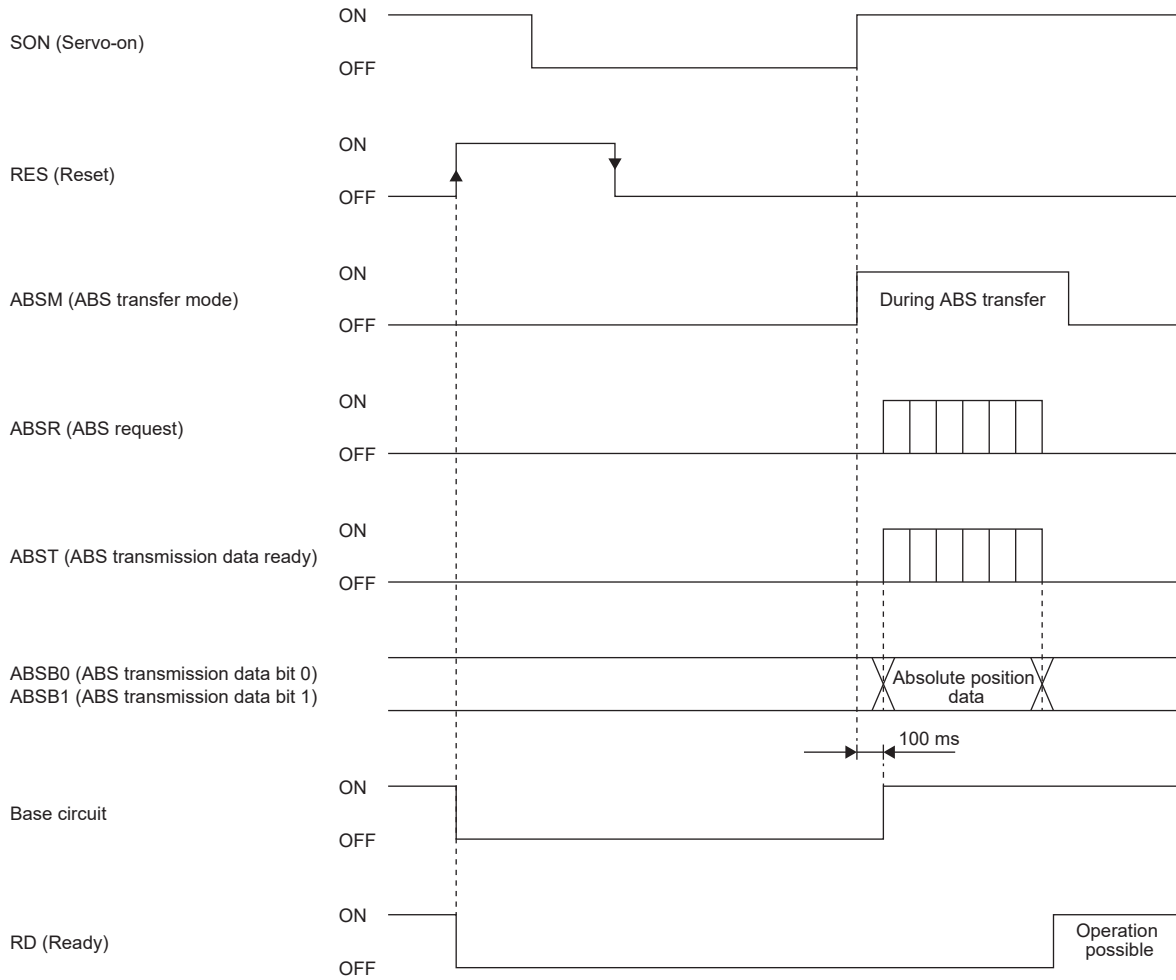 ON
SON (Servo-on)
OFF
ON
RES (Reset)
OFF
ON
ABSM (ABS transfer mode)
During ABS transfer
OFF
ON
ABSR (ABS request)
OFF
ON
ABST (ABS transmission data ready)
OFF
ABSB0 (ABS transmission data bit 0)
ABSB1 (ABS transmission data bit 1)
Absolute position
data
100 ms
ON
Base circuit
OFF
ON
RD (Ready)
Operation
possible
OFF